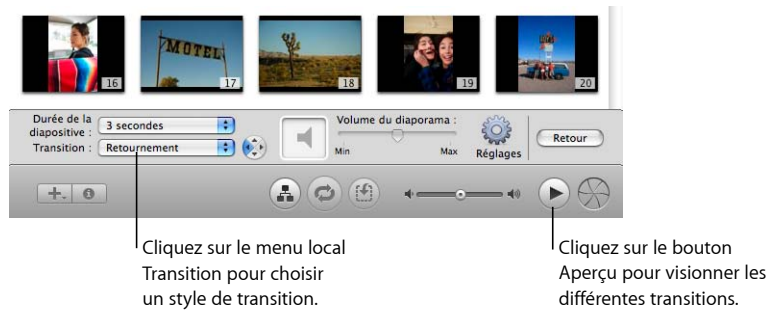 MOTEL
16
17
18
19
20
Durée de la
diapositive :
3 secondes
Transition :
Retournement
Volume du diaporama :
Min
Max
Réglages
Retour
Cliquez sur le menu local
Transition pour choisir
un style de transition.
Cliquez sur le bouton
Aperçu pour visionner les
différentes transitions.